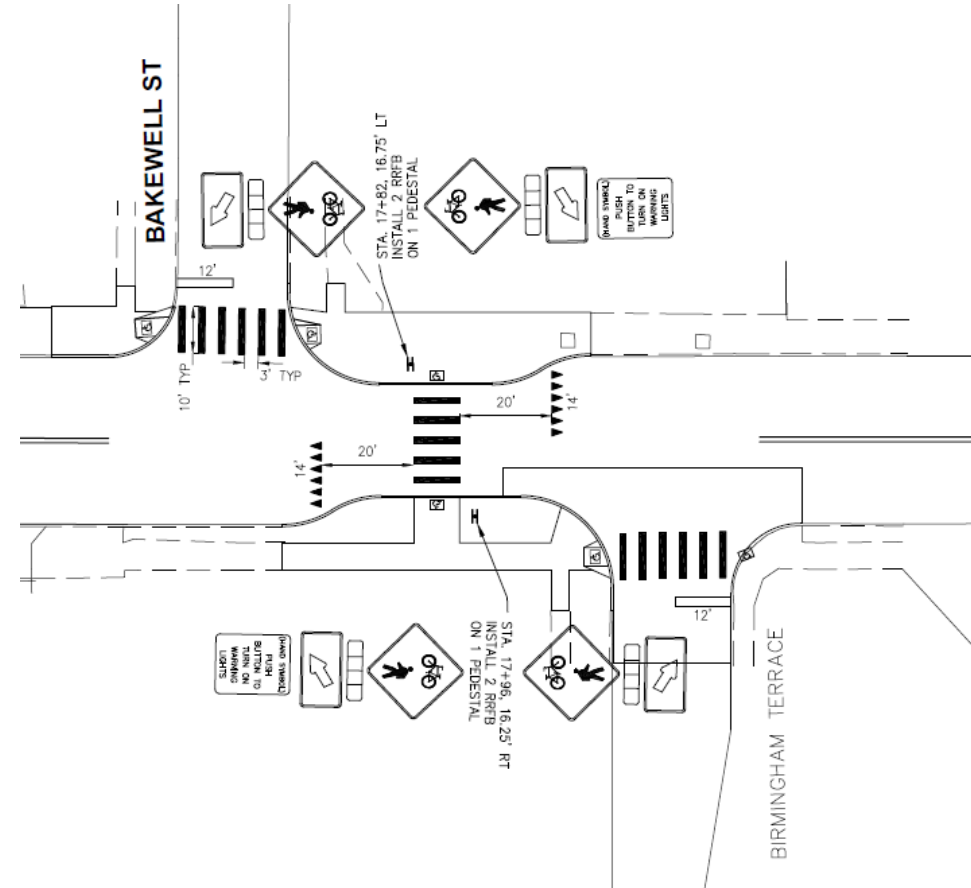 BAKEWELL ST
STA. 17+82, 16.75' LT
INSTALL 2 RRFB
ON 1 PEDESTAL
(HAND SYMBOL)
PUSH
BUTTON TO
TURN ON
WARNING
LIGHTS
12'
10' TYP
3' TYP
20'
14'
20'
14'
12'
STA. 17+96, 16.25' RT
INSTALL 2 RRFB
ON 1 PEDESTAL
(HAND SYMBOL)
PUSH
BUTTON TO
TURN ON
WARNING
LIGHTS
BIRMINGHAM TERRACE